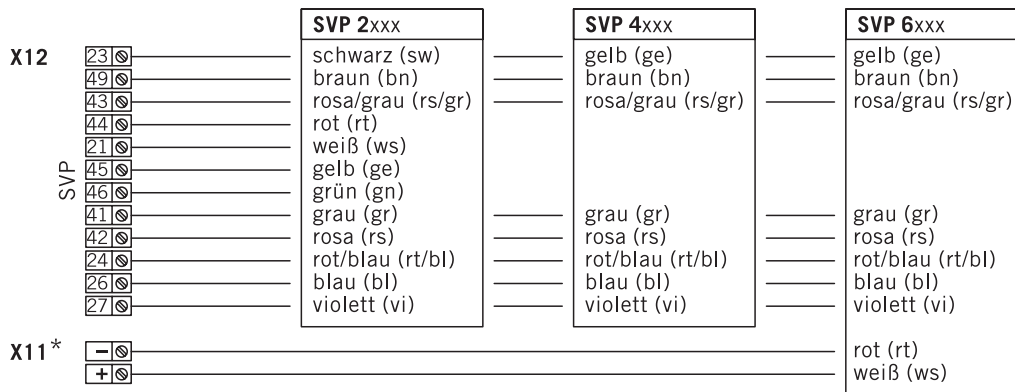 SVP 2xxx SVP 4xxx SVP 6xxx
X12 23 schwarz (sw) gelb (ge) gelb (ge)
49 braun (bn) braun (bn) braun (bn)
43 rosa/grau (rs/gr) rosa/grau (rs/gr) rosa/grau (rs/gr)
44 rot (rt)
21 weiß (ws)
SVP 45 gelb (ge)
46 grün (gn)
41 grau (gr) grau (gr) grau (gr)
42 rosa (rs) rosa (rs) rosa (rs)
24 rot/blau (rt/bl) rot/blau (rt/bl) rot/blau (rt/bl)
26 blau (bl) blau (bl) blau (bl)
27 violett (vi) violett (vi) violett (vi)
X11* – rot (rt)
+ weiß (ws)